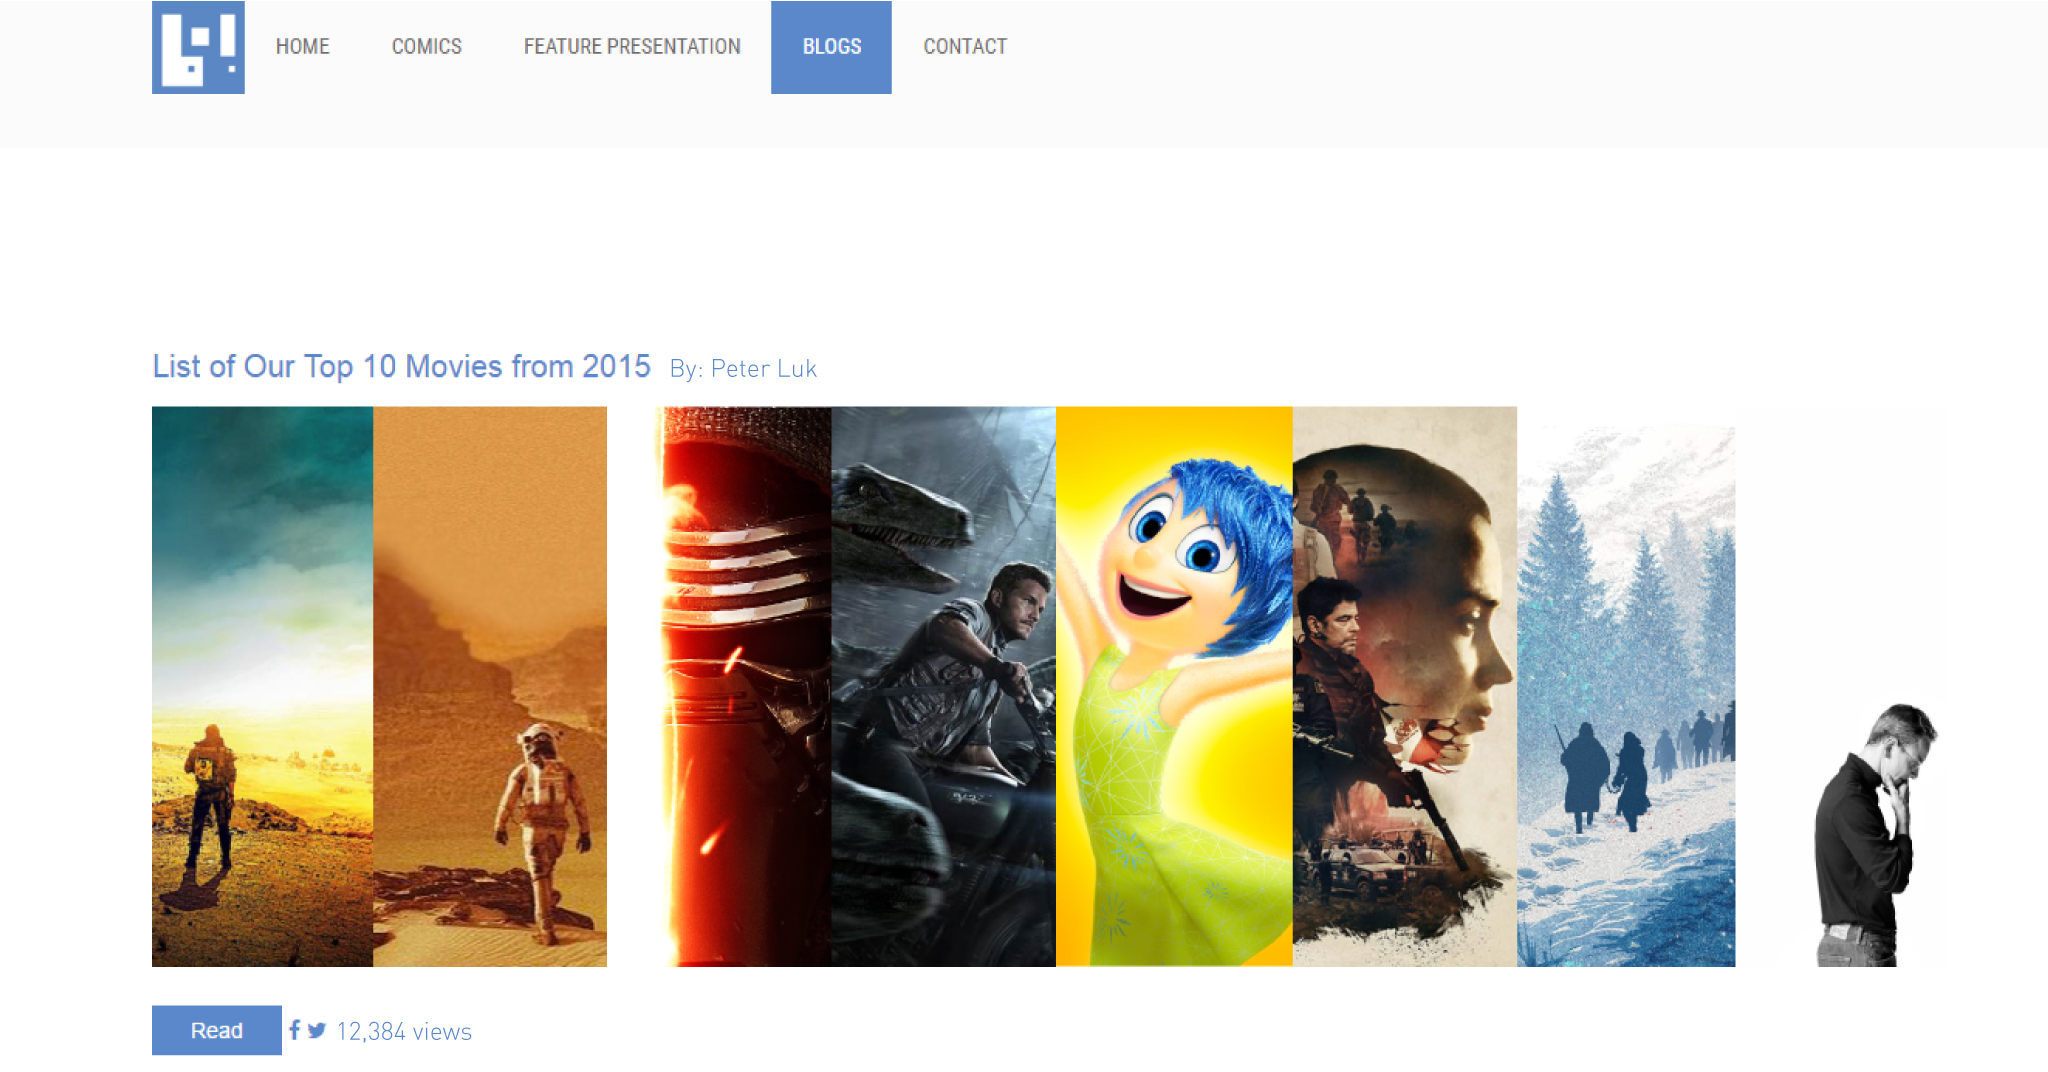 HOME COMICS FEATURE PRESENTATION BLOGS CONTACT
List of Our Top 10 Movies from 2015 By: Peter Luk
Read 12,384 views